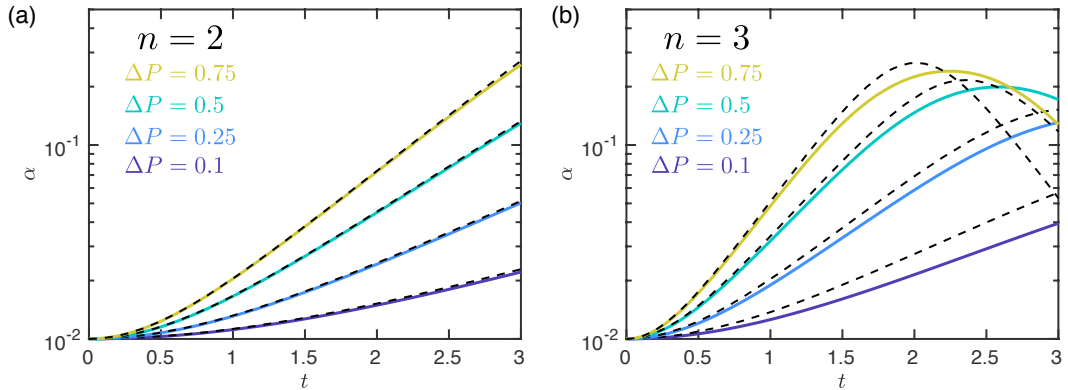 (a)
n = 2
ΔP = 0.75
ΔP = 0.5
ΔP = 0.25
ΔP = 0.1
10⁻¹
10⁻²
α
0 0.5 1 1.5 2 2.5 3
t
(b)
n = 3
ΔP = 0.75
ΔP = 0.5
ΔP = 0.25
ΔP = 0.1
10⁻¹
10⁻²
α
0 0.5 1 1.5 2 2.5 3
t